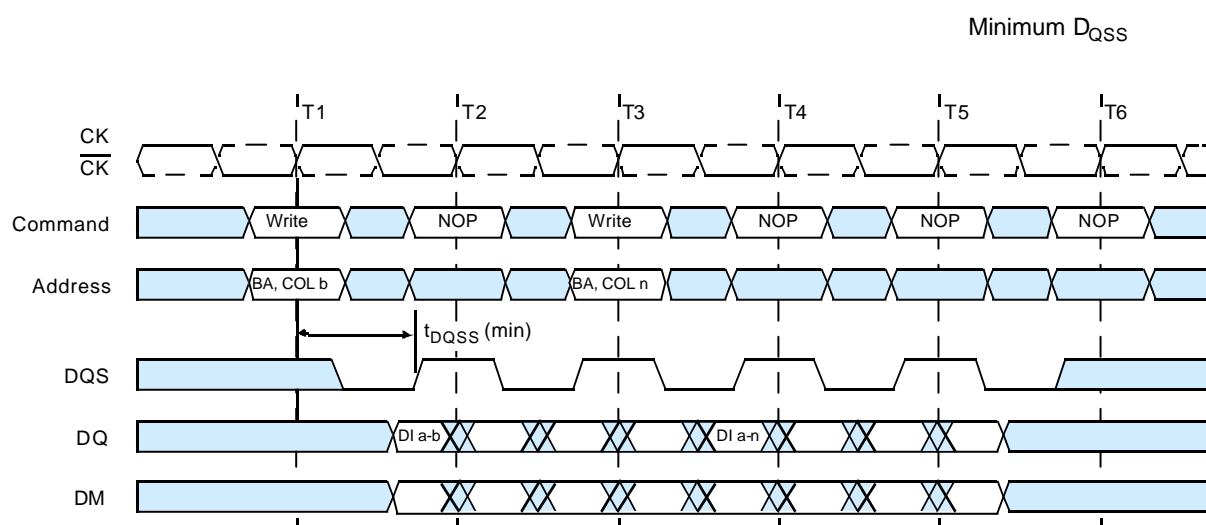 Minimum DQSS
T1 T2 T3 T4 T5 T6
CK
CK
Command Write NOP Write NOP NOP NOP
Address BA, COL b BA, COL n
tDQSS (min)
DQS
DQ DI a-b DI a-n
DM